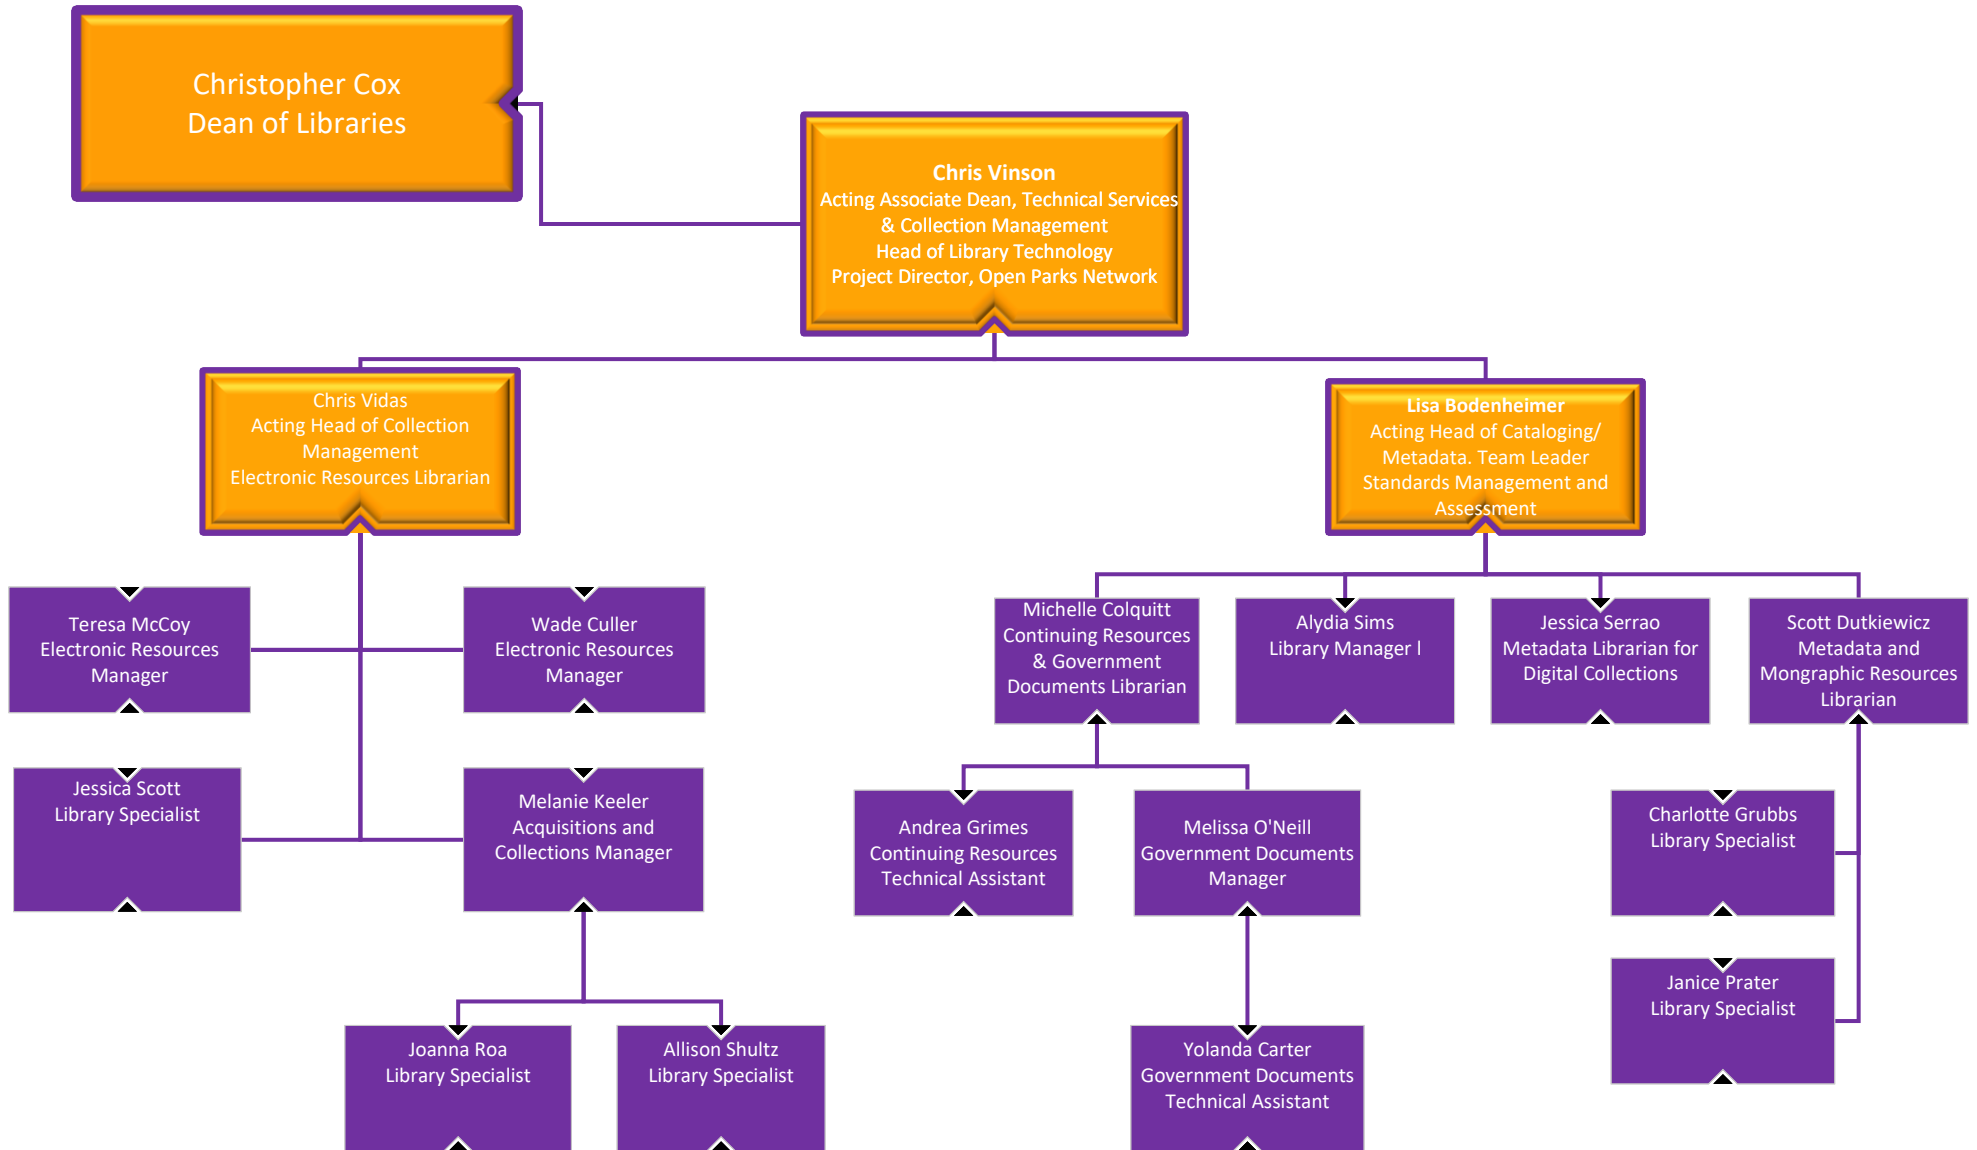 Christopher Cox
Dean of Libraries
Chris Vinson
Acting Associate Dean, Technical Services
& Collection Management
Head of Library Technology
Project Director, Open Parks Network
Chris Vidas
Acting Head of Collection
Management
Electronic Resources Librarian
Lisa Bodenheimer
Acting Head of Cataloging/
Metadata. Team Leader
Standards Management and
Assessment
Teresa McCoy
Electronic Resources
Manager
Wade Culler
Electronic Resources
Manager
Michelle Colquitt
Continuing Resources
& Government
Documents Librarian
Alydia Sims
Library Manager l
Jessica Serrao
Metadata Librarian for
Digital Collections
Scott Dutkiewicz
Metadata and
Mongraphic Resources
Librarian
Jessica Scott
Library Specialist
Melanie Keeler
Acquisitions and
Collections Manager
Andrea Grimes
Continuing Resources
Technical Assistant
Melissa O'Neill
Government Documents
Manager
Charlotte Grubbs
Library Specialist
Janice Prater
Library Specialist
Joanna Roa
Library Specialist
Allison Shultz
Library Specialist
Yolanda Carter
Government Documents
Technical Assistant